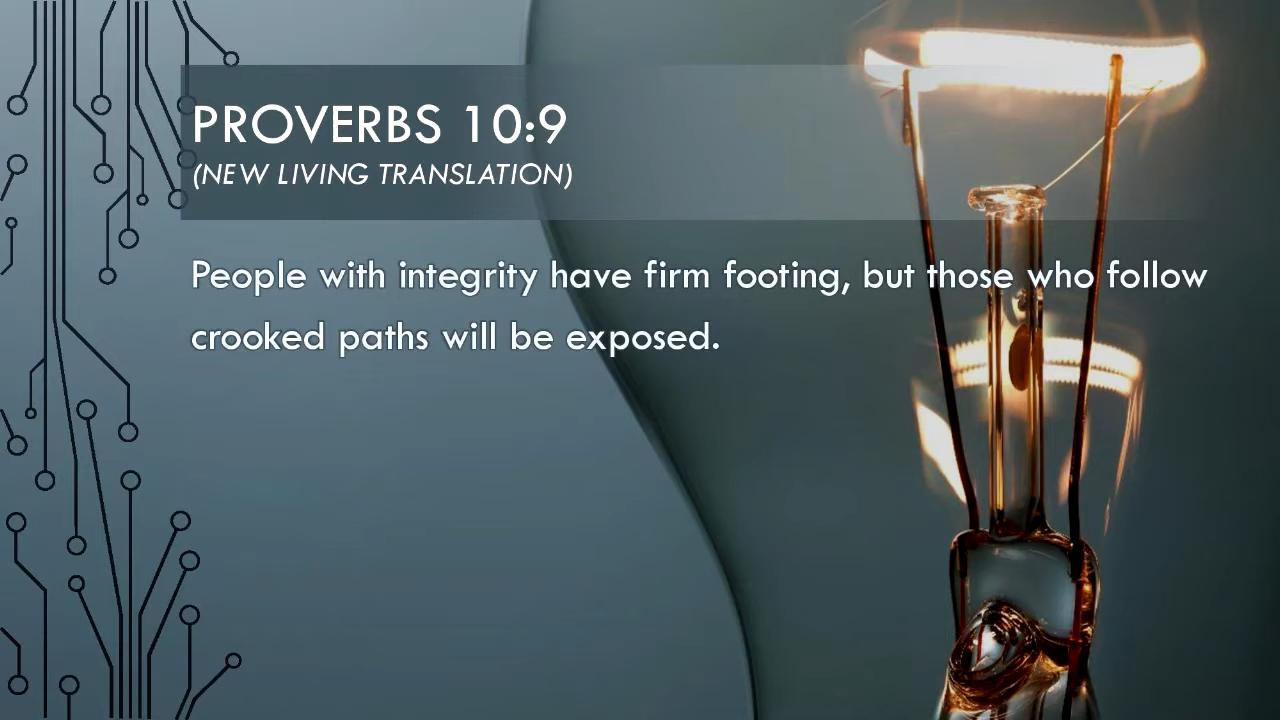 PROVERBS 10:9
(NEW LIVING TRANSLATION)
People with integrity have firm footing, but those who follow
crooked paths will be exposed.